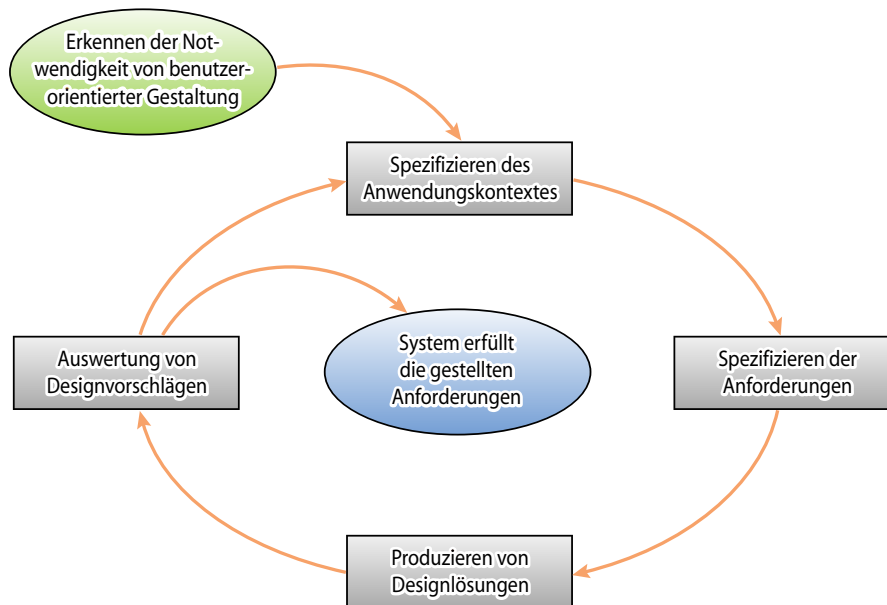 Erkennen der Not-
wendigkeit von benutzer-
orientierter Gestaltung
Spezifizieren des
Anwendungskontextes
Auswertung von
Designvorschlägen
System erfüllt
die gestellten
Anforderungen
Spezifizieren der
Anforderungen
Produzieren von
Designlösungen